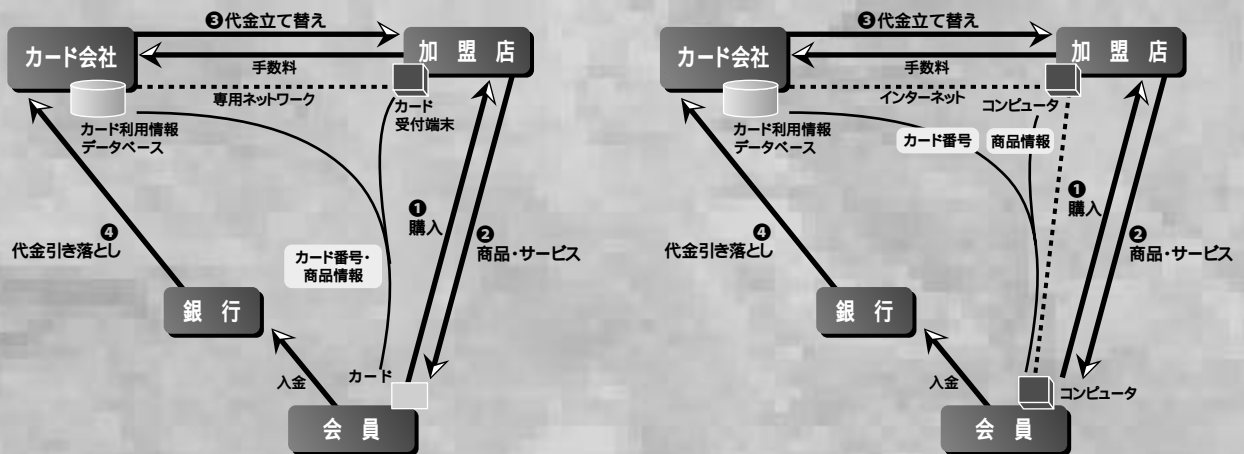 ❸代金立て替え
カード会社
加 盟 店
手数料
専用ネットワーク
カード
受付端末
カード利用情報
データベース
❶
購入
❷
商品・サービス
❹
代金引き落とし
カード番号・
商品情報
銀 行
入金
カード
会 員
❸代金立て替え
カード会社
加 盟 店
手数料
インターネット
コンピュータ
カード利用情報
データベース
カード番号
商品情報
❶
購入
❷
商品・サービス
❹
代金引き落とし
銀 行
入金
コンピュータ
会 員